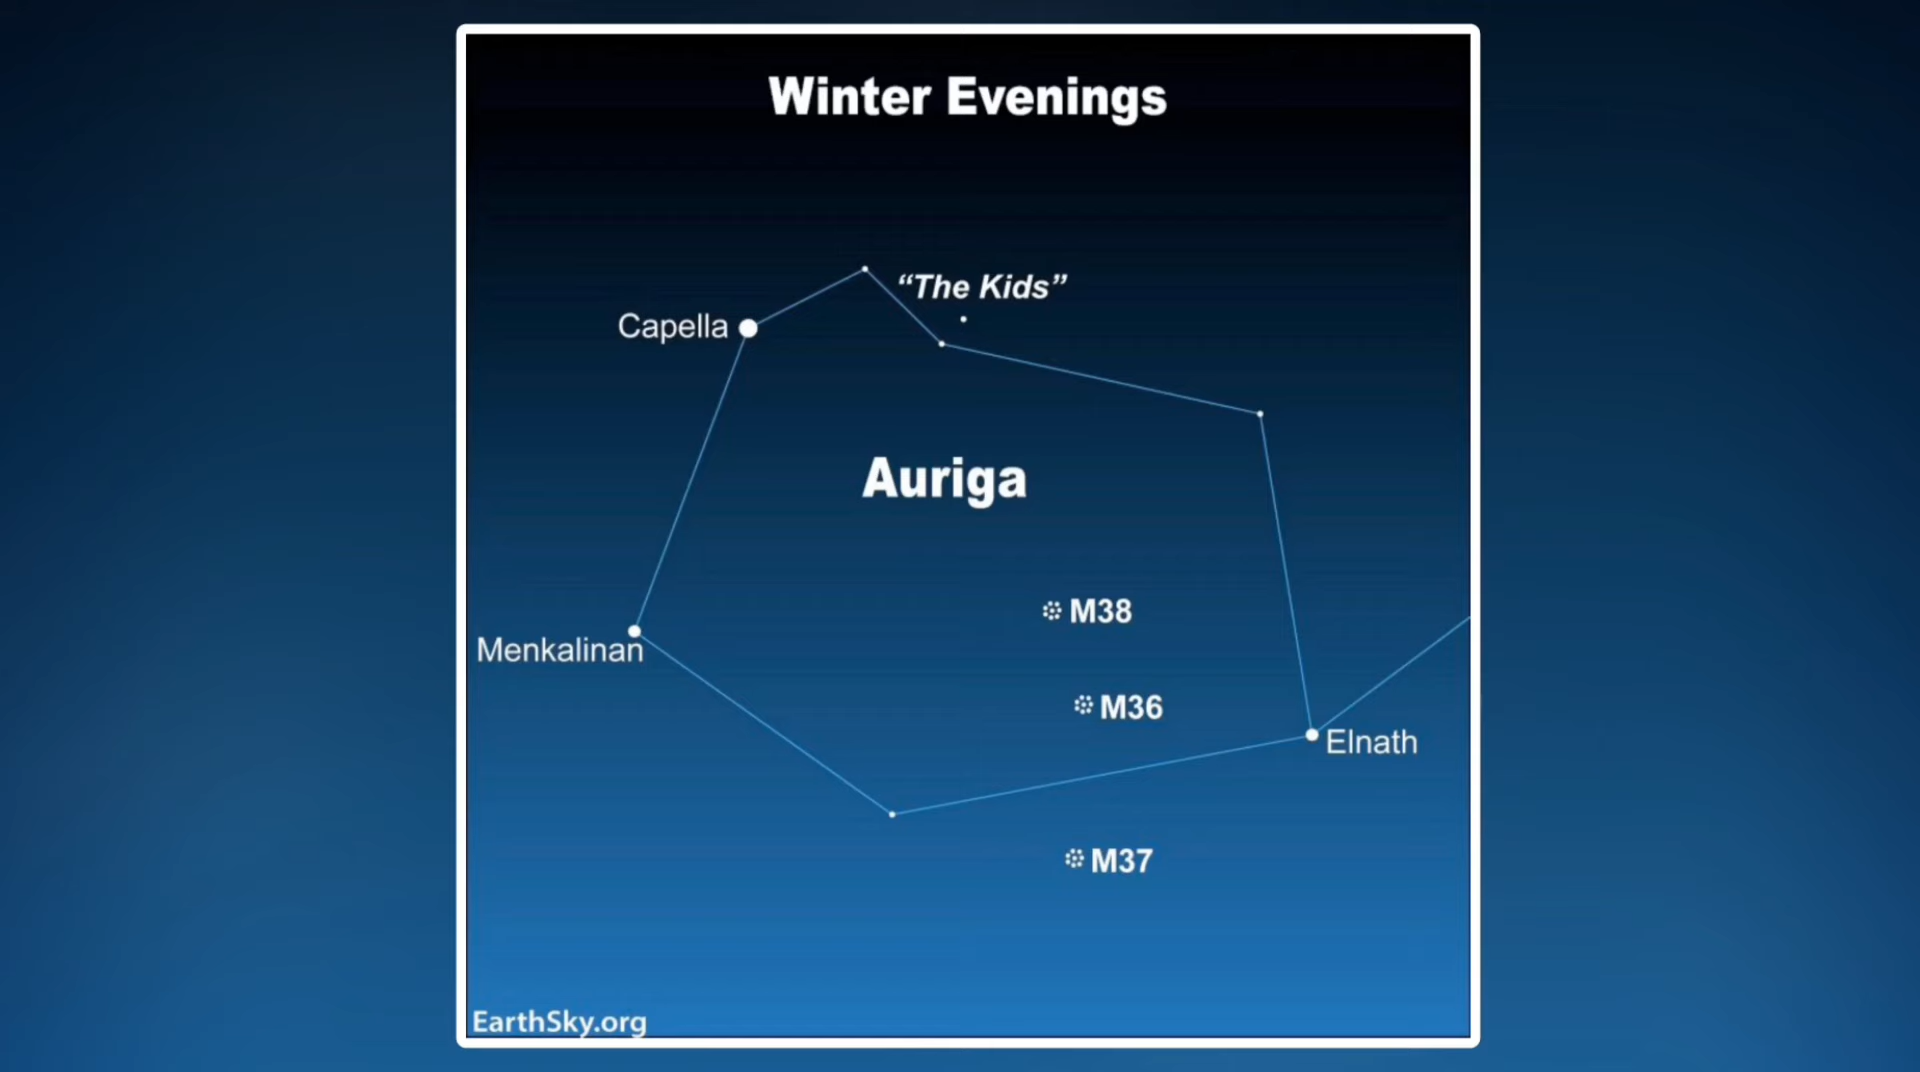 Winter Evenings
“The Kids”
Capella
Auriga
M38
Menkalinan
M36
Elnath
M37
EarthSky.org